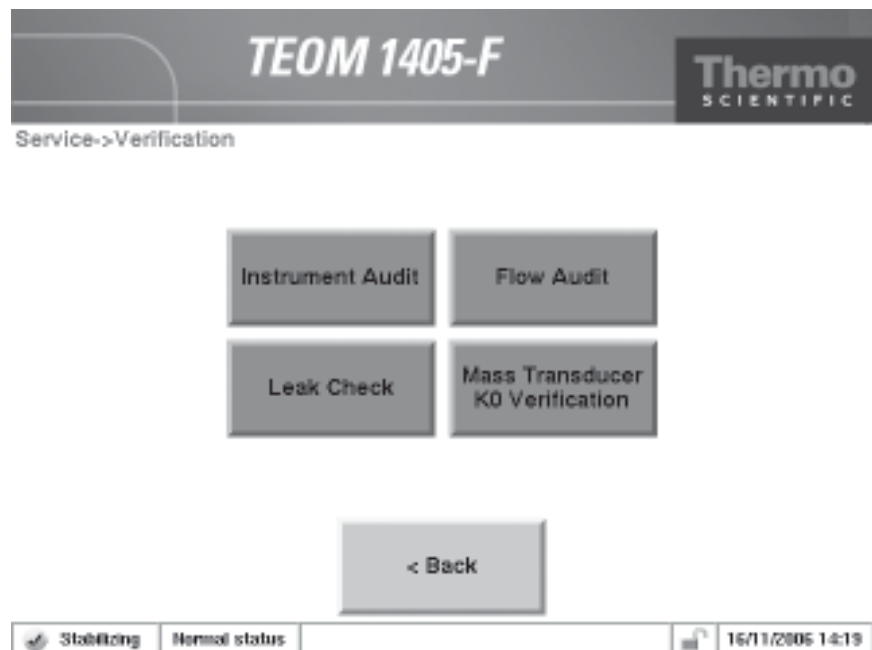 TEOM 1405-F
Thermo
SCIENTIFIC
Service->Verification
Instrument Audit
Flow Audit
Leak Check
Mass Transducer
K0 Verification
< Back
Stabilizing
Normal status
16/11/2006 14:19